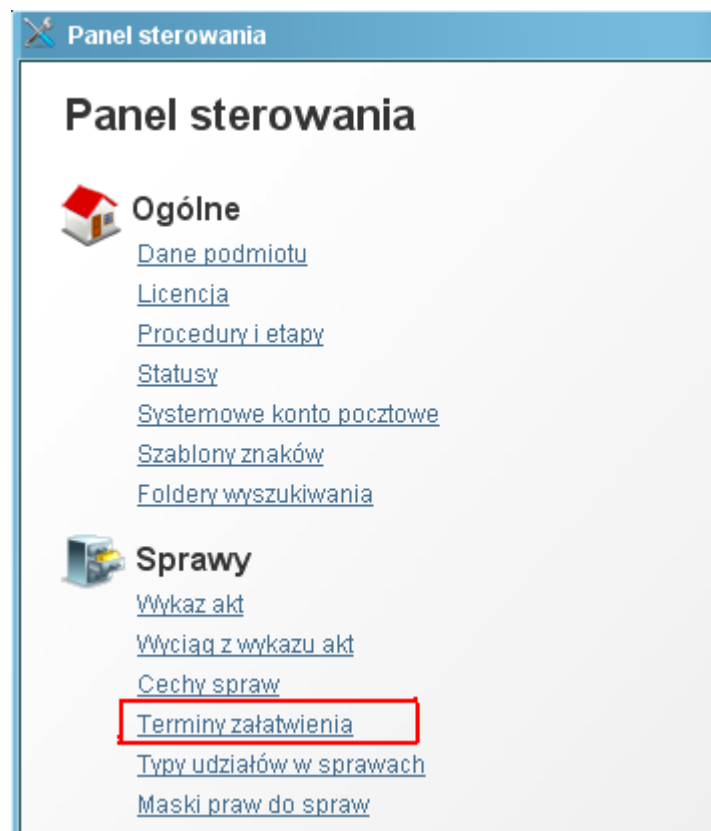 Panel sterowania
Panel sterowania
Ogólne
Dane podmiotu
Licencja
Procedury i etapy
Statusy
Systemowe konto pocztowe
Szablony znaków
Foldery wyszukiwania
Sprawy
Wykaz akt
Wyciąg z wykazu akt
Cechy spraw
Terminy załatwienia
Typy udziałów w sprawach
Maski praw do spraw